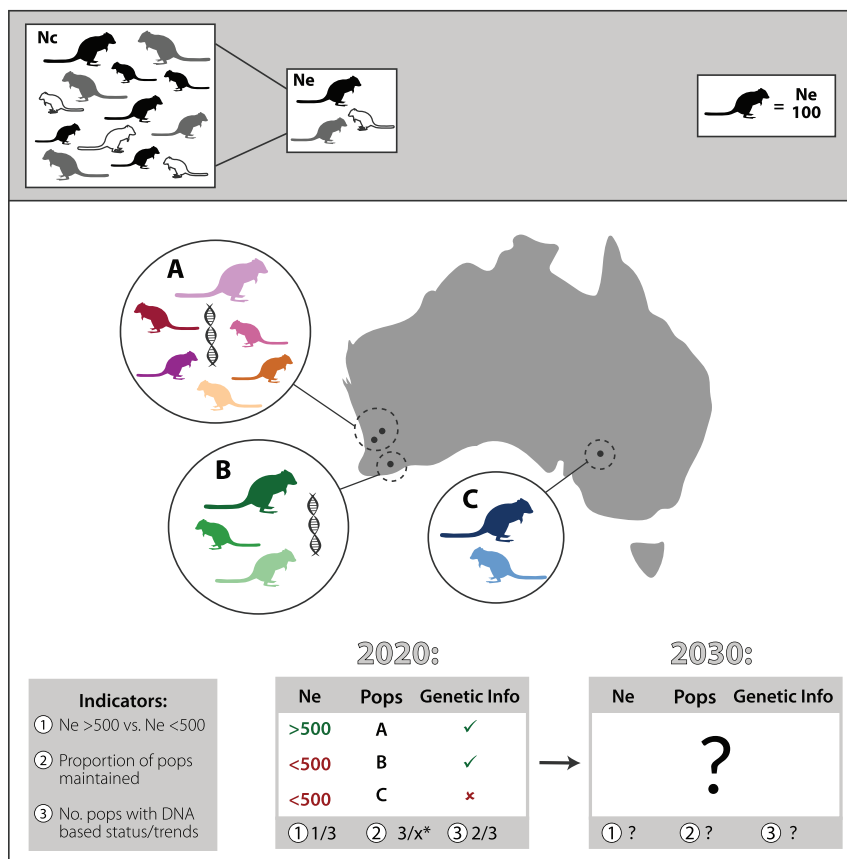 Nc
Ne
= Ne
100
A
B
C
2020:
2030:
Indicators:
1 Ne >500 vs. Ne <500
2 Proportion of pops
maintained
3 No. pops with DNA
based status/trends
Ne Pops Genetic Info
>500 A ✓
<500 B ✓
<500 C ✘
1 1/3 2 3/x* 3 2/3
Ne Pops Genetic Info
?
1 ? 2 ? 3 ?